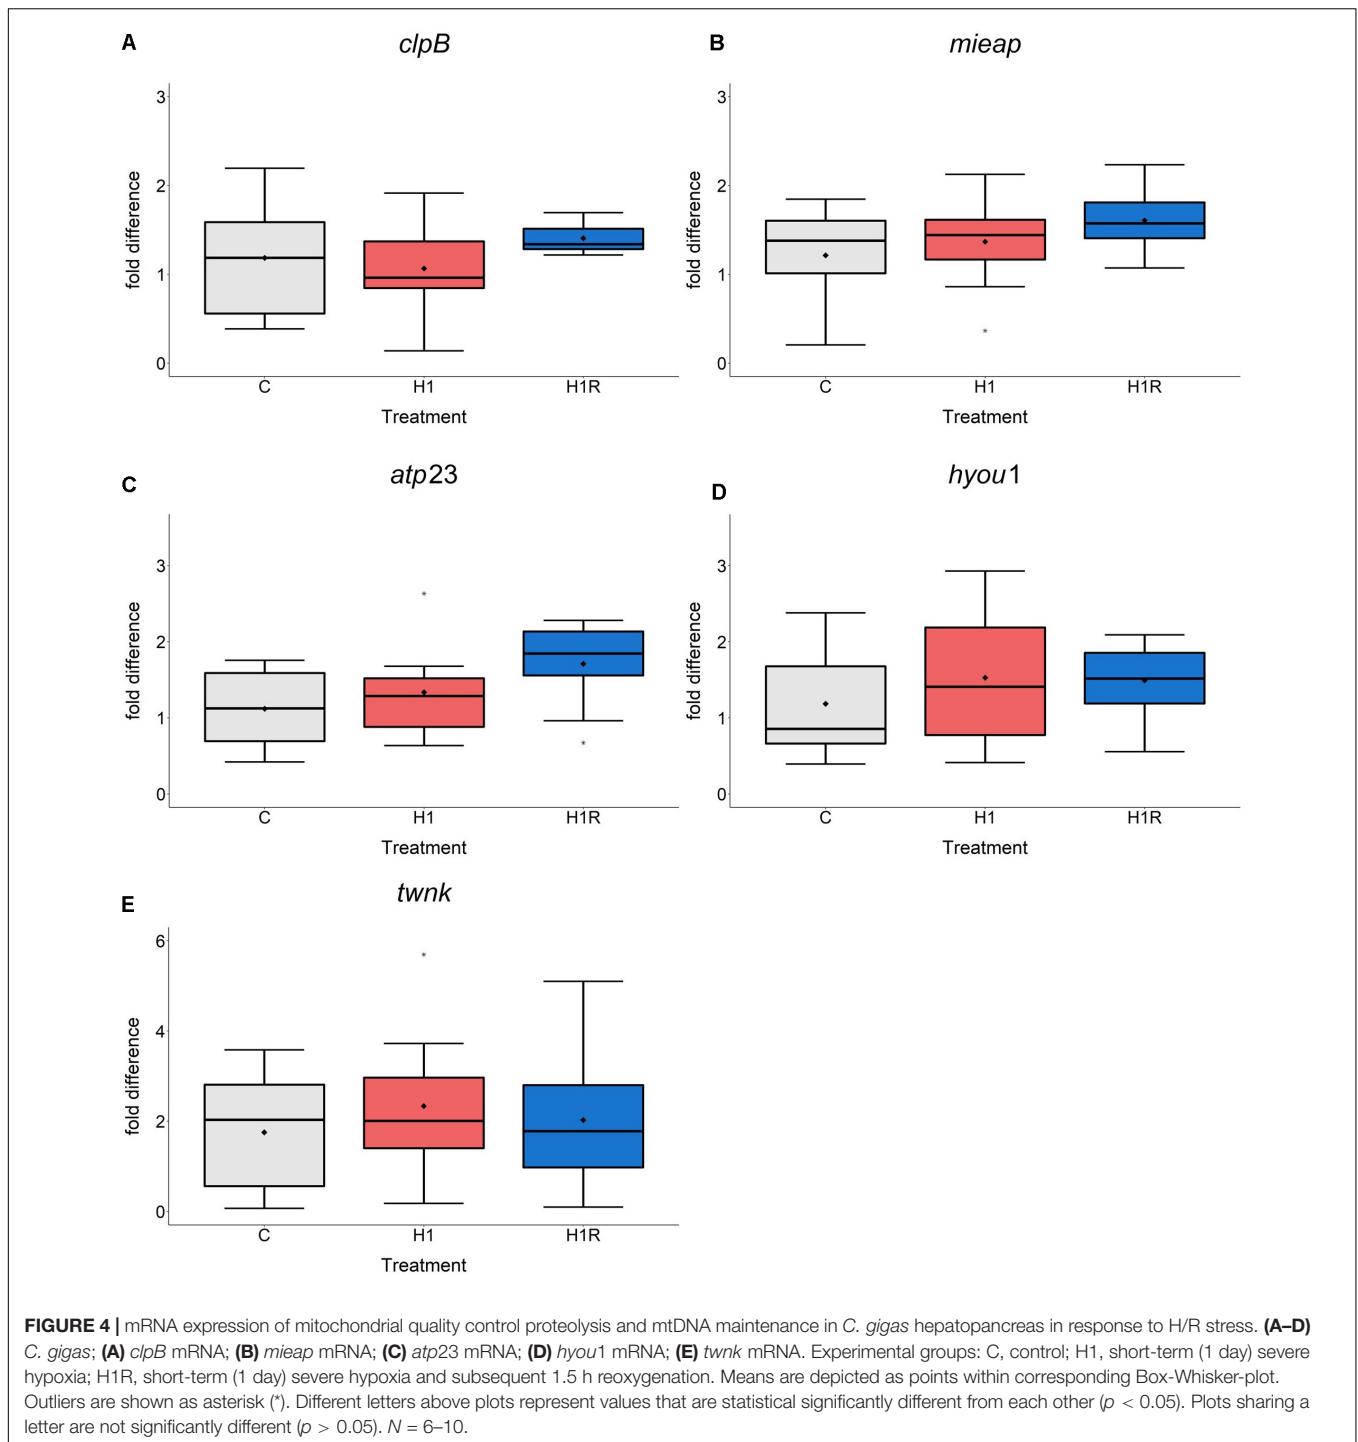 A
clpB
3
2
1
0
fold difference
C H1 H1R
Treatment
B
mieap
3
2
1
0
fold difference
C H1 H1R
Treatment
C
atp23
3
2
1
0
fold difference
C H1 H1R
Treatment
D
hyou1
3
2
1
0
fold difference
C H1 H1R
Treatment
E
twnk
6
4
2
0
fold difference
C H1 H1R
Treatment
FIGURE 4 | mRNA expression of mitochondrial quality control proteolysis and mtDNA maintenance in C. gigas hepatopancreas in response to H/R stress. (A–D)
C. gigas; (A) clpB mRNA; (B) mieap mRNA; (C) atp23 mRNA; (D) hyou1 mRNA; (E) twnk mRNA. Experimental groups: C, control; H1, short-term (1 day) severe
hypoxia; H1R, short-term (1 day) severe hypoxia and subsequent 1.5 h reoxygenation. Means are depicted as points within corresponding Box-Whisker-plot.
Outliers are shown as asterisk (*). Different letters above plots represent values that are statistical significantly different from each other (p < 0.05). Plots sharing a
letter are not significantly different (p > 0.05). N = 6–10.